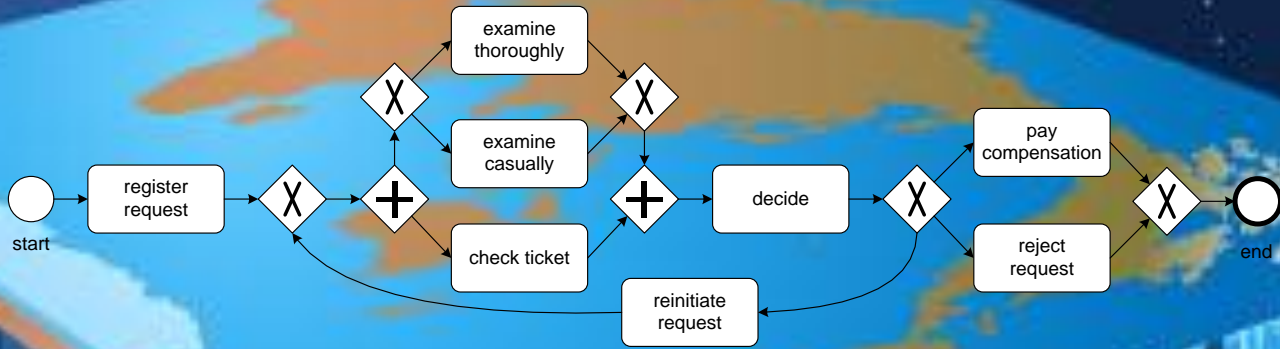 examine
thoroughly
examine
casually
pay
compensation
register
request
decide
start
check ticket
reject
request
end
reinitiate
request